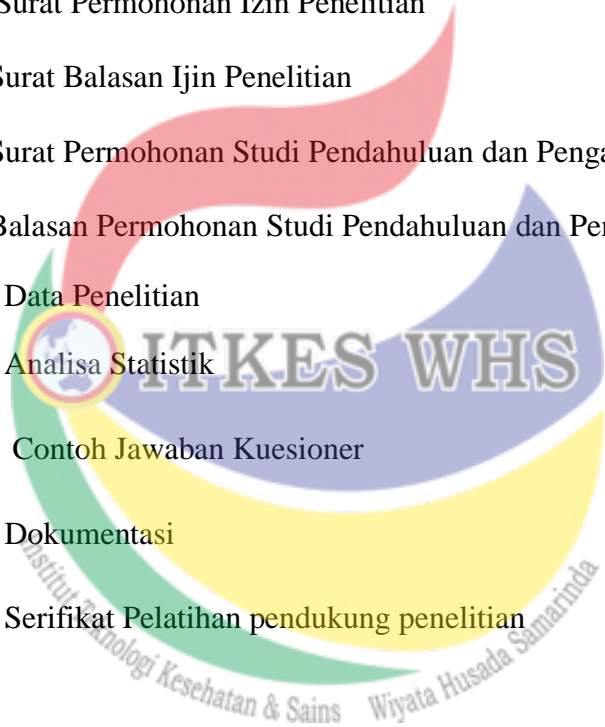 Surat Permohonan Izin Penelitian
Surat Balasan Ijin Penelitian
Surat Permohonan Studi Pendahuluan dan
Balasan Permohonan Studi Pendahuluan dan
Data Penelitian
ITKES WHS
Analisa Statistik
Contoh Jawaban Kuesioner
Dokumentasi
Serifikat Pelatihan pendukung penelitian
Institut Teknologi Kesehatan & Sains Wiyata Husada Samarinda